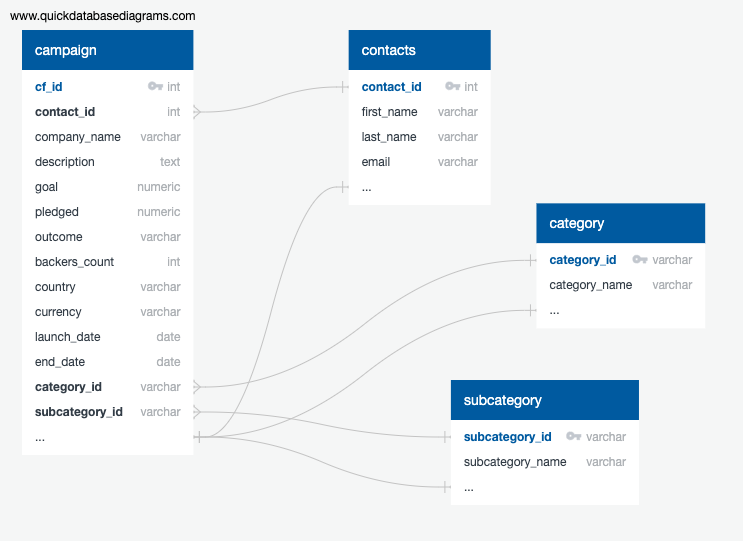 www.quickdatabasediagrams.com
campaign
cf_id int
contact_id int
company_name varchar
description text
goal numeric
pledged numeric
outcome varchar
backers_count int
country varchar
currency varchar
launch_date date
end_date date
category_id varchar
subcategory_id varchar
...
contacts
contact_id int
first_name varchar
last_name varchar
email varchar
...
category
category_id varchar
category_name varchar
...
subcategory
subcategory_id varchar
subcategory_name varchar
...